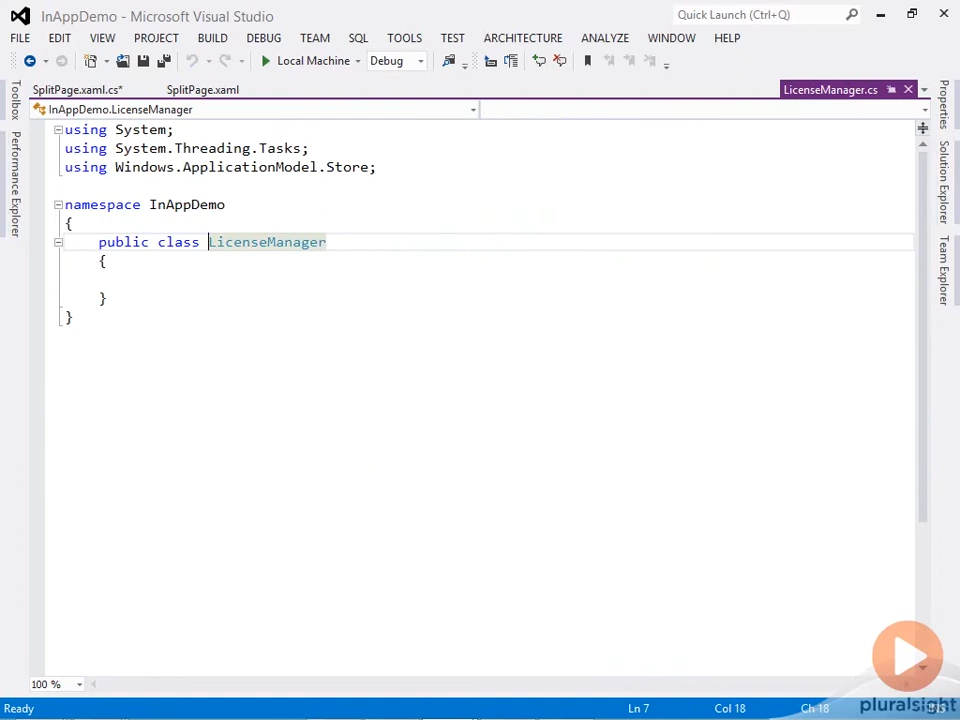 InAppDemo - Microsoft Visual Studio
Quick Launch (Ctrl+Q)
FILE EDIT VIEW PROJECT BUILD DEBUG TEAM SQL TOOLS TEST ARCHITECTURE ANALYZE WINDOW HELP
Local Machine Debug
SplitPage.xaml.cs* SplitPage.xaml LicenseManager.cs
InAppDemo.LicenseManager
using System;
using System.Threading.Tasks;
using Windows.ApplicationModel.Store;
namespace InAppDemo
{
public class LicenseManager
{
}
}
Toolbox
Performance Explorer
Properties
Solution Explorer
Team Explorer
100 %
Ready Ln 7 Col 18 Ch 18
pluralsight